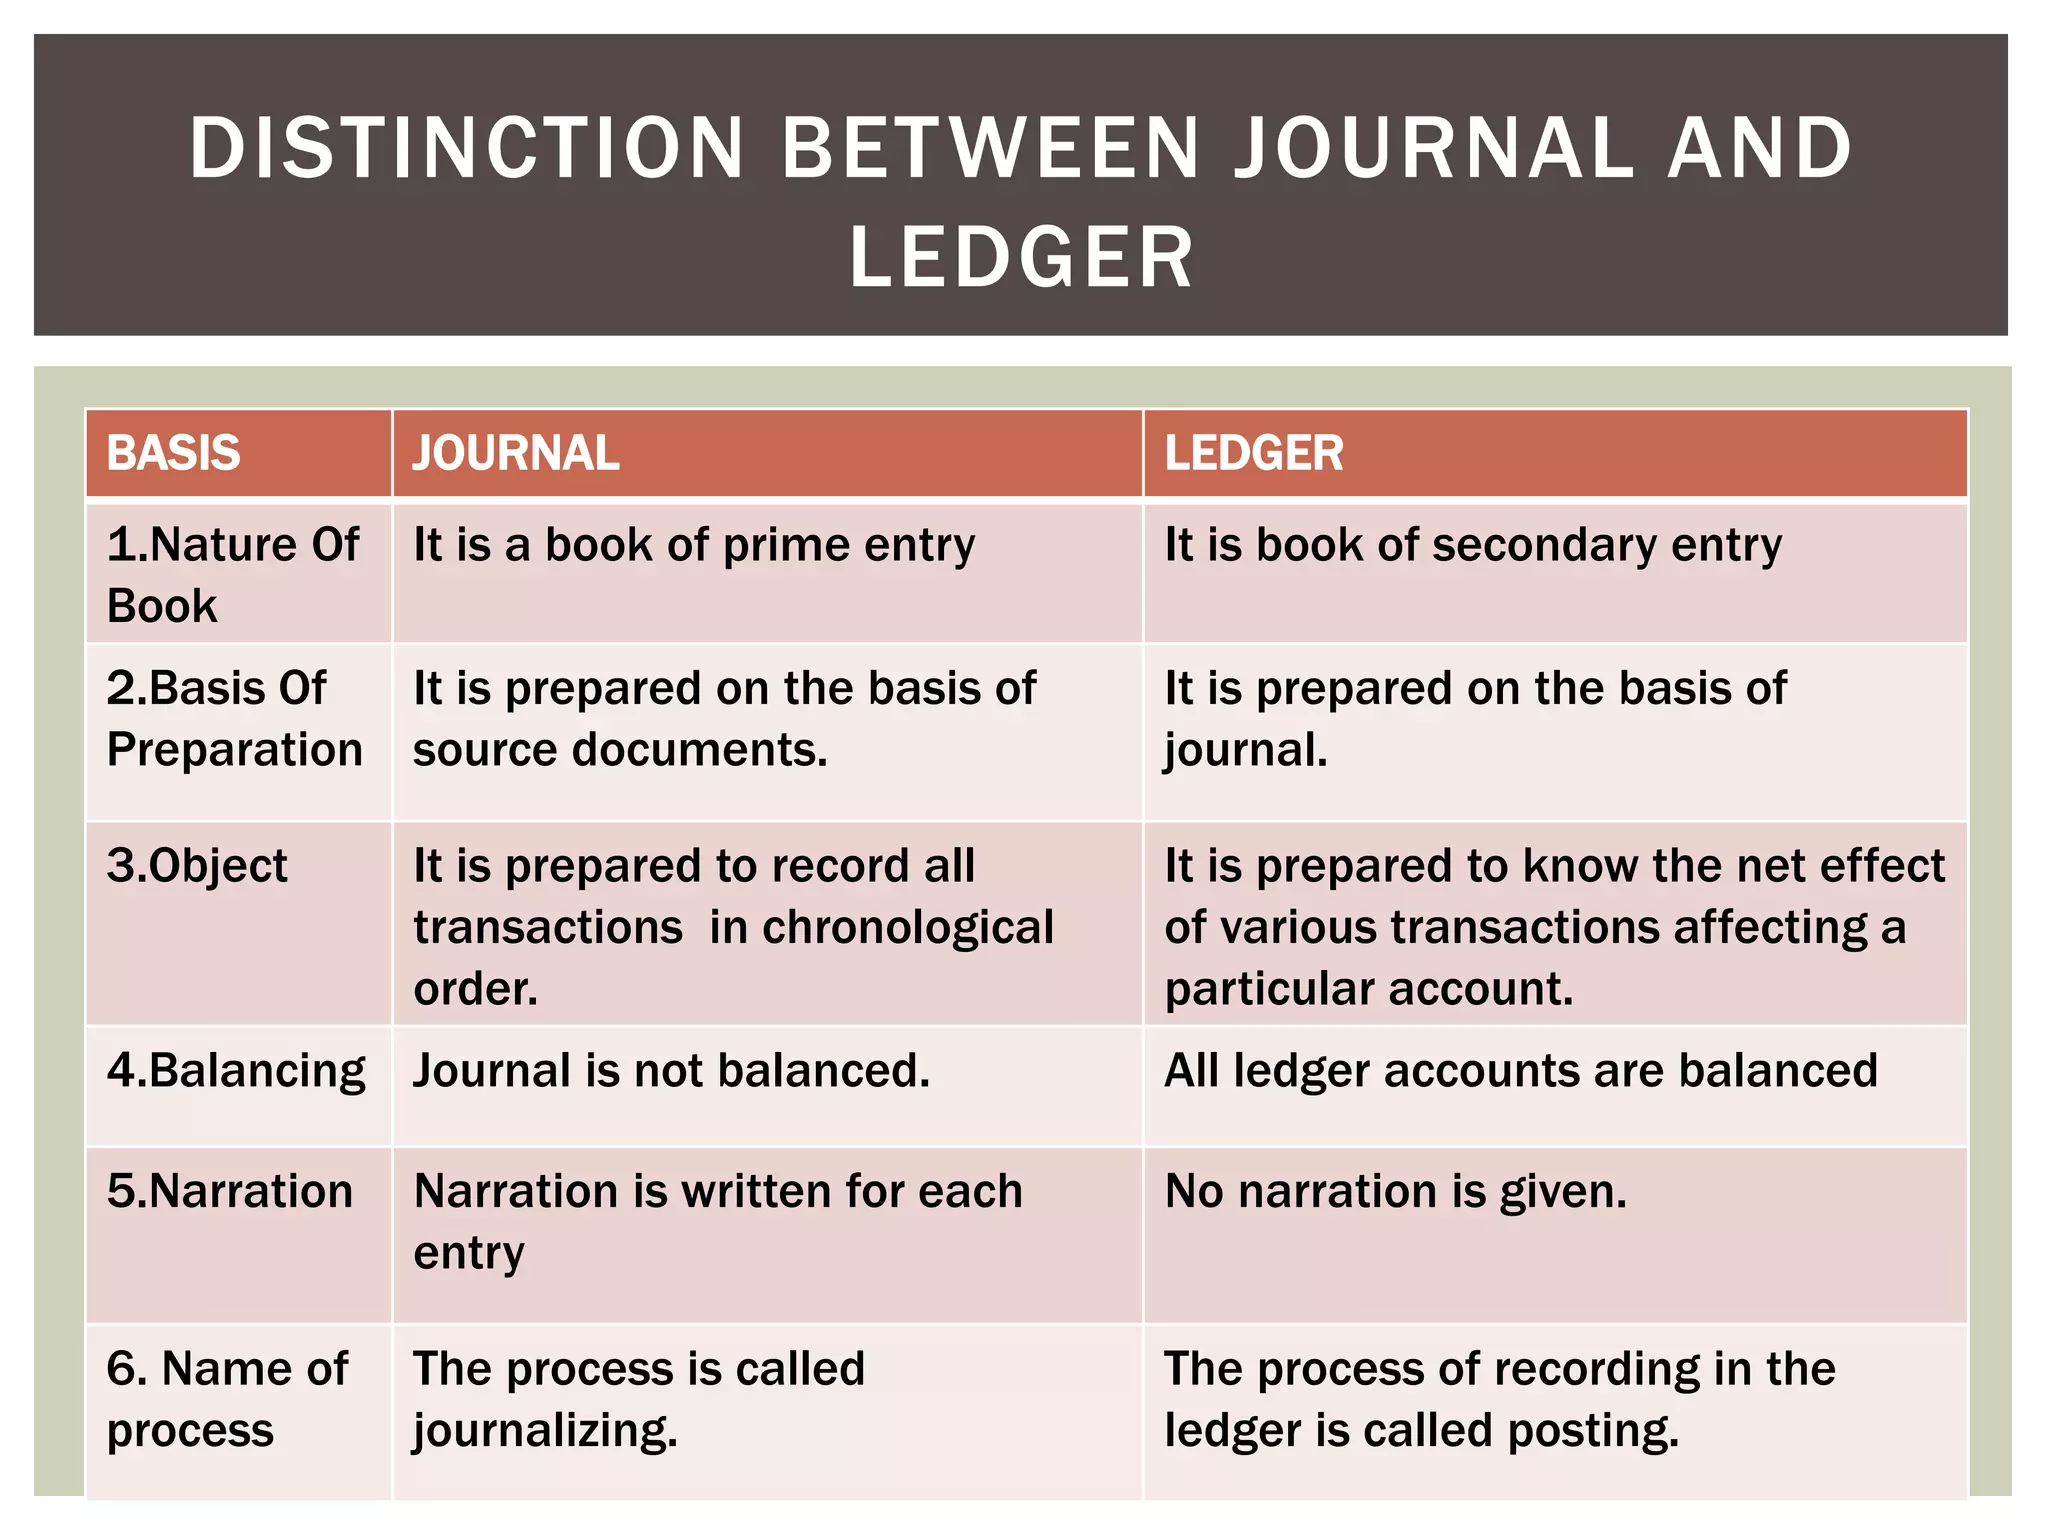 DISTINCTION BETWEEN JOURNAL AND
LEDGER
BASIS
JOURNAL
LEDGER
1.Nature Of
Book
It is a book of prime entry
It is book of secondary entry
2.Basis Of
Preparation
It is prepared on the basis of
source documents.
It is prepared on the basis of
journal.
3.Object
It is prepared to record all
transactions  in chronological
order.
It is prepared to know the net effect
of various transactions affecting a
particular account.
4.Balancing
Journal is not balanced.
All ledger accounts are balanced
5.Narration
Narration is written for each
entry
No narration is given.
6. Name of
process
The process is called
journalizing.
The process of recording in the
ledger is called posting.